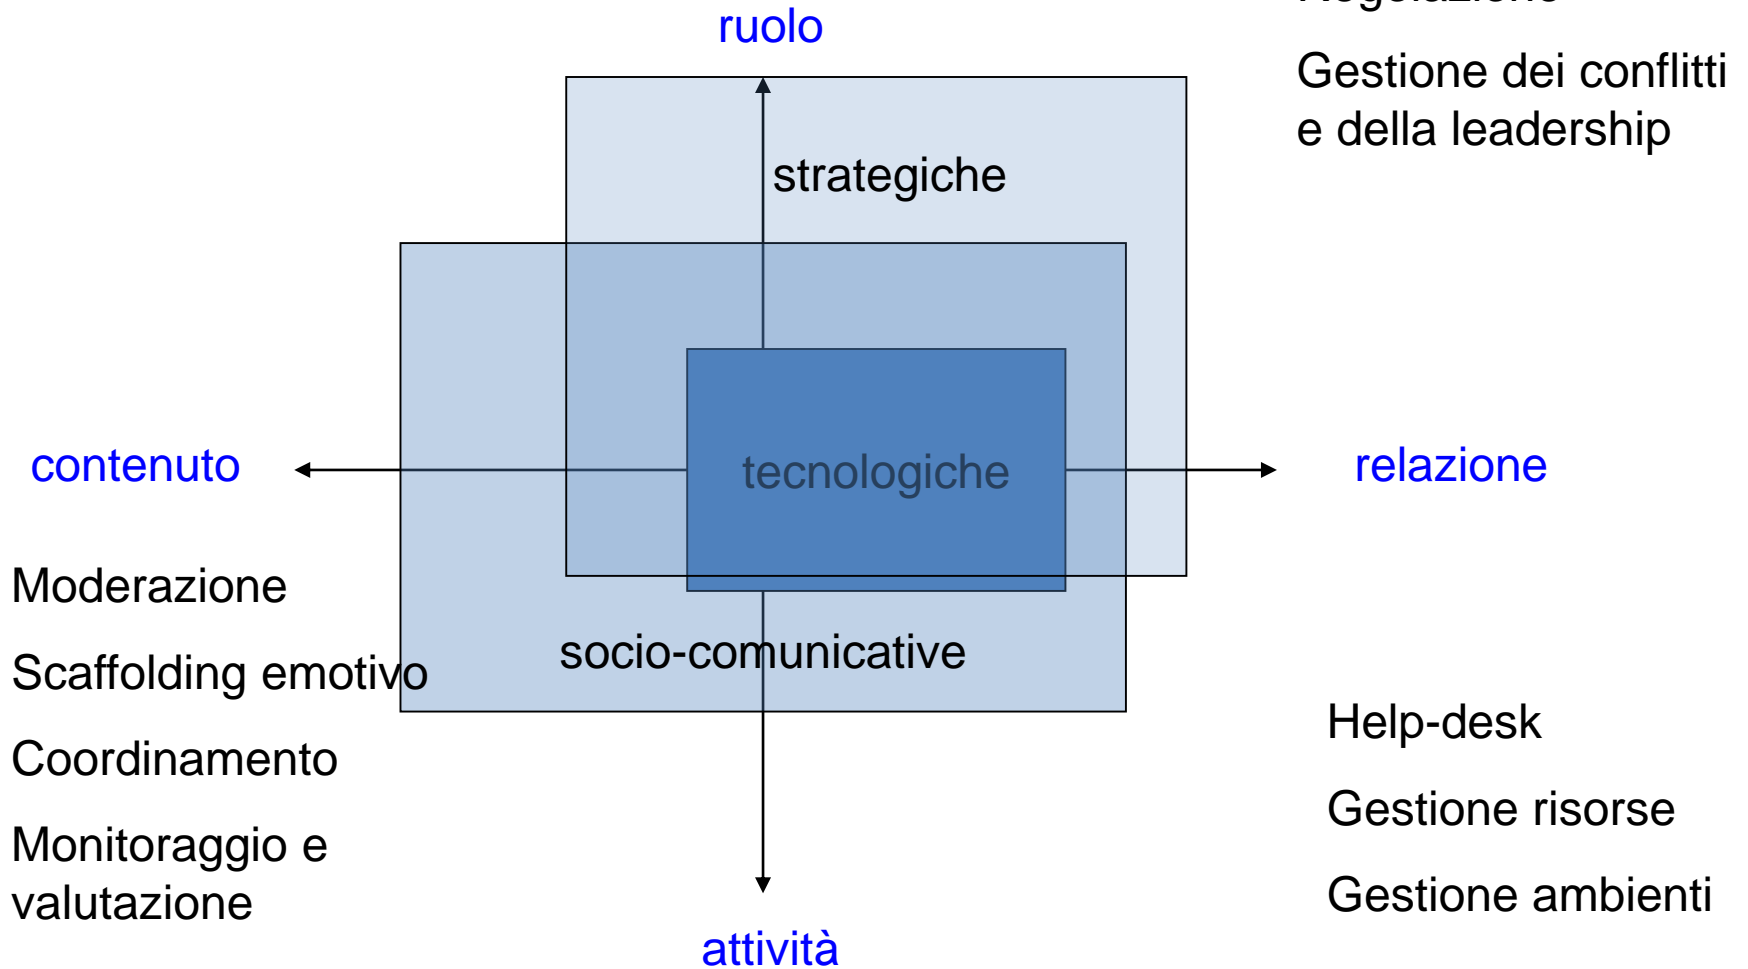 ruolo
Gestione dei conflitti
e della leadership
strategiche
contenuto
tecnologiche
relazione
Moderazione
Scaffolding emotivo
socio-comunicative
Coordinamento
Monitoraggio e
valutazione
Help-desk
Gestione risorse
Gestione ambienti
attività